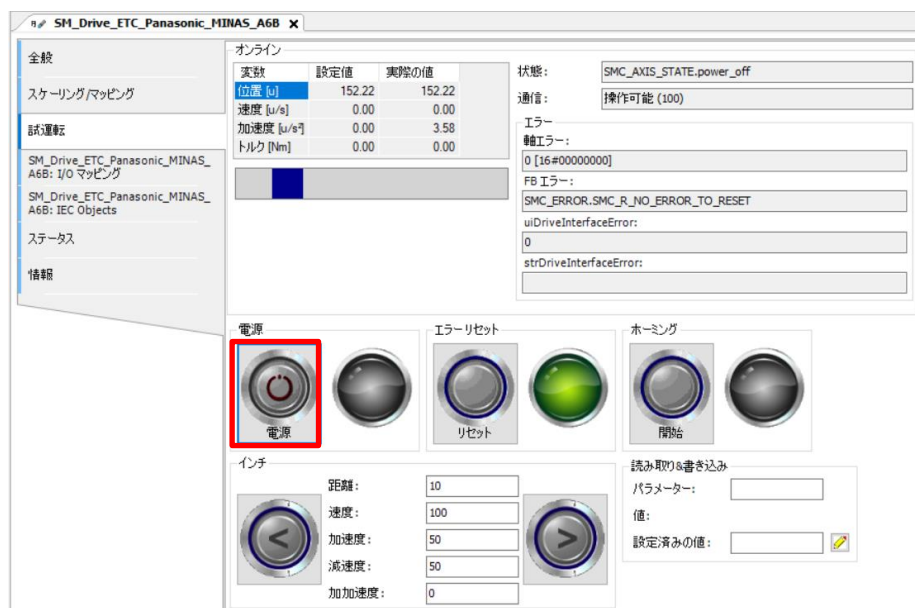 SM_Drive_ETC_Panasonic_MINAS_A6B X
全般
スケーリング/マッピング
試運転
SM_Drive_ETC_Panasonic_MINAS_
A6B: I/O マッピング
SM_Drive_ETC_Panasonic_MINAS_
A6B: IEC Objects
ステータス
情報
オンライン
変数 設定値 実際の値
位置 [u] 152.22 152.22
速度 [u/s] 0.00 0.00
加速度 [u/s²] 0.00 3.58
トルク [Nm] 0.00 0.00
状態: SMC_AXIS_STATE.power_off
通信: 操作可能 (100)
エラー
軸エラー:
0 [16#00000000]
FB エラー:
SMC_ERROR.SMC_R_NO_ERROR_TO_RESET
uiDriveInterfaceError:
0
strDriveInterfaceError:
電源
電源
エラーリセット
リセット
ホーミング
開始
インチ
<
距離: 10
速度: 100
加速度: 50
減速度: 50
加加速度: 0
>
読み取り&書き込み
パラメーター:
値:
設定済みの値: